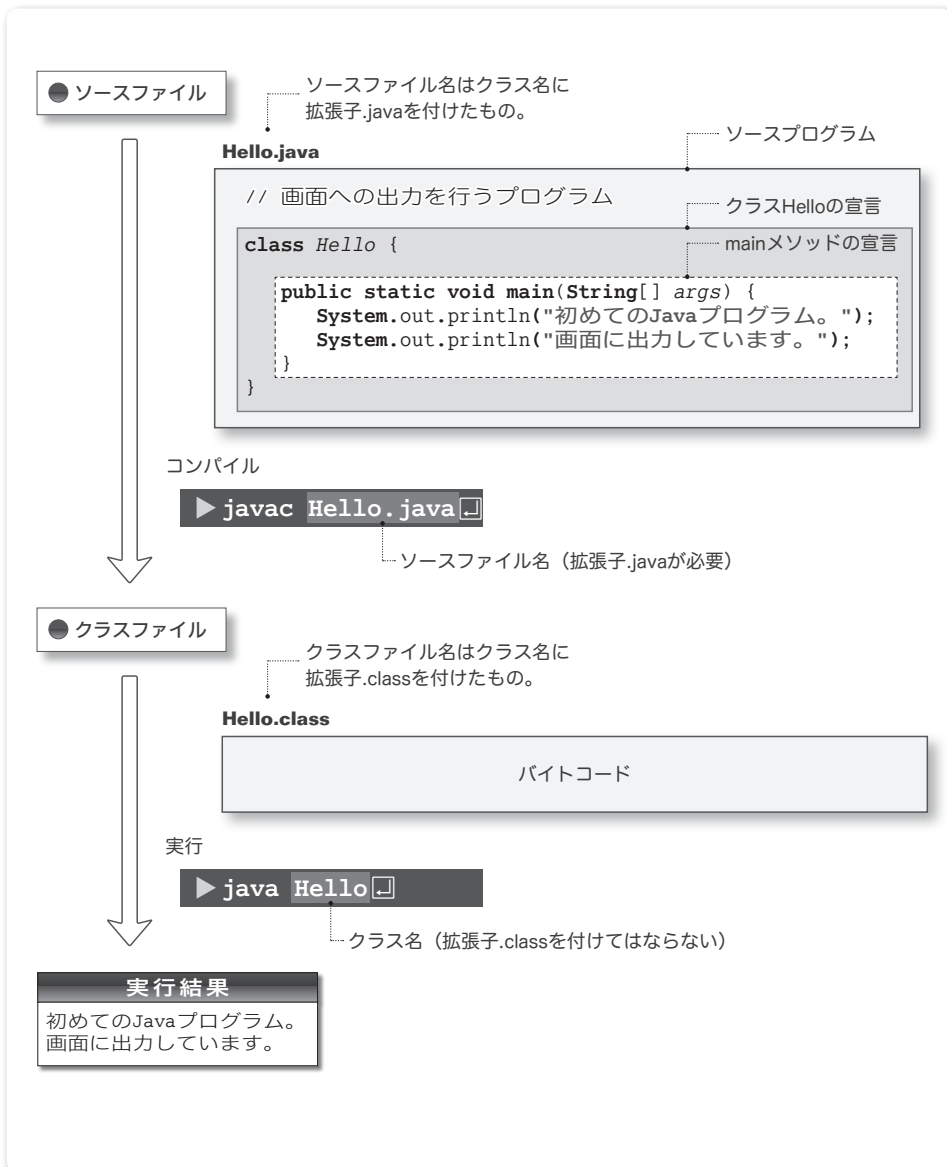 ソースファイル
ソースファイル名はクラス名に
拡張子.javaを付けたもの。
Hello.java
ソースプログラム
// 画面への出力を行うプログラム
クラスHelloの宣言
class Hello {
mainメソッドの宣言
public static void main(String[] args) {
System.out.println("初めてのJavaプログラム。");
System.out.println("画面に出力しています。");
}
}
コンパイル
▶ javac Hello.java↵
ソースファイル名（拡張子.javaが必要）
クラスファイル
クラスファイル名はクラス名に
拡張子.classを付けたもの。
Hello.class
バイトコード
実行
▶ java Hello↵
クラス名（拡張子.classを付けてはならない）
実行結果
初めてのJavaプログラム。
画面に出力しています。